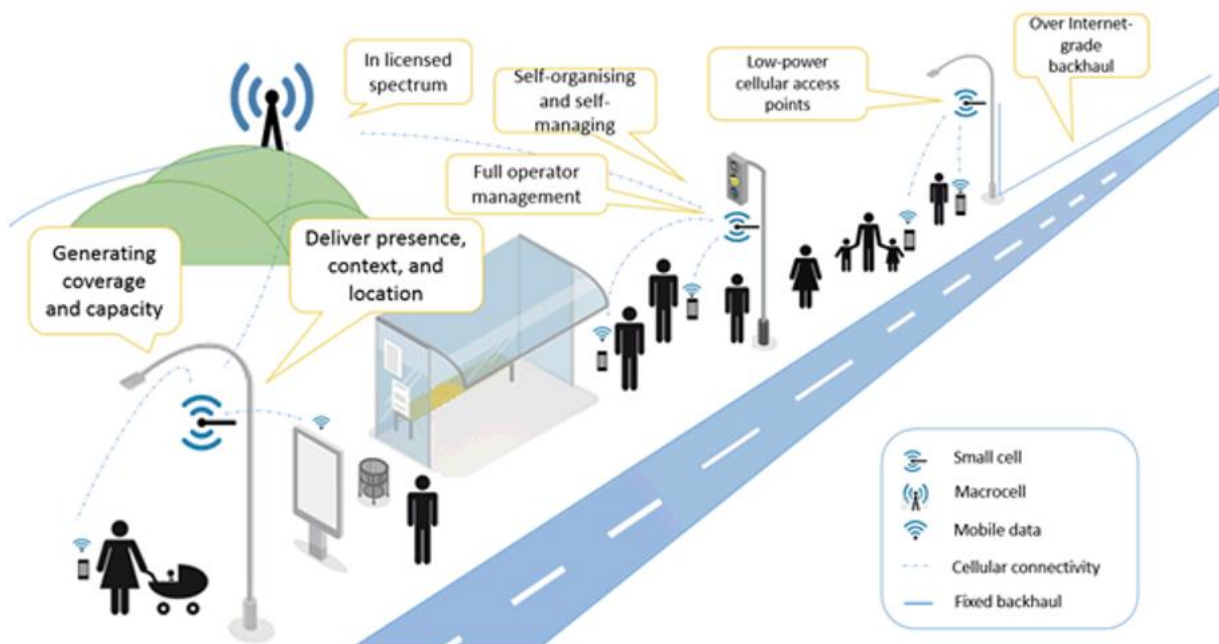 In licensed
spectrum
Self-organising
and self-
managing
Low-power
cellular access
points
Over Internet-
grade
backhaul
Full operator
management
Generating
coverage
and capacity
Deliver presence,
context, and
location
Small cell
Macrocell
Mobile data
Cellular connectivity
Fixed backhaul